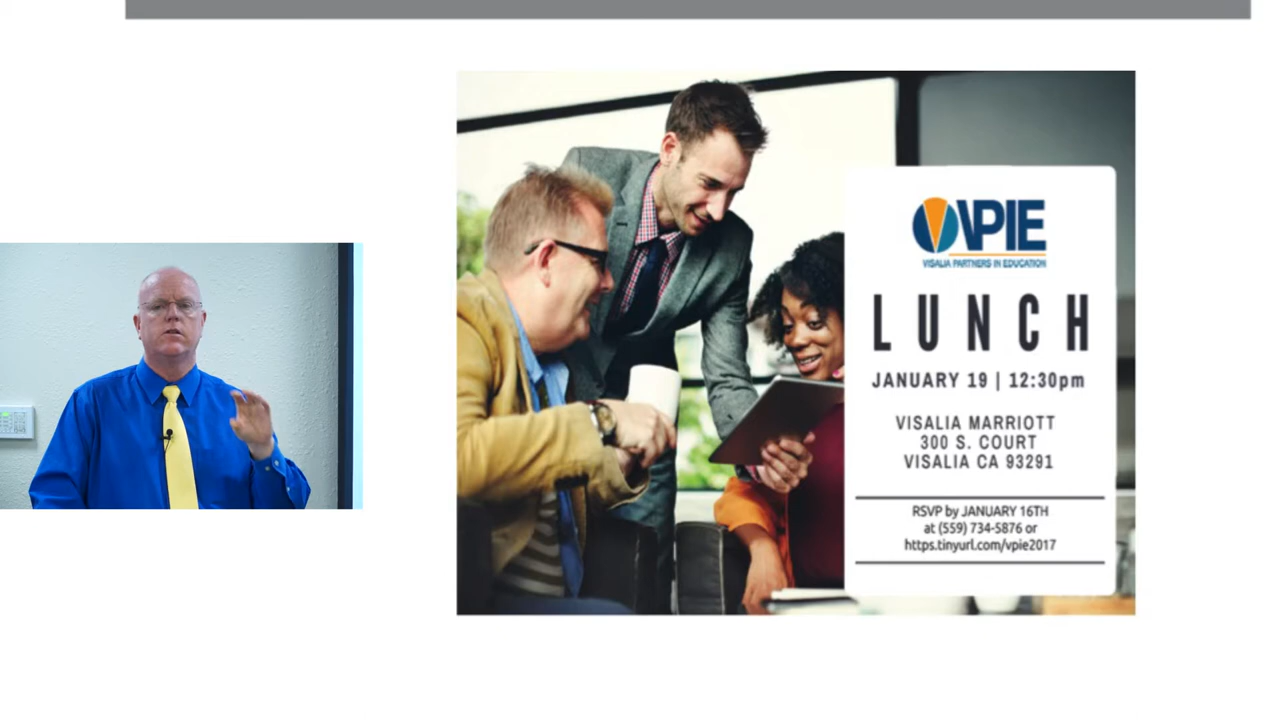 VPIE
VISALIA PARTNERS IN EDUCATION
LUNCH
JANUARY 19 | 12:30pm
VISALIA MARRIOTT
300 S. COURT
VISALIA CA 93291
RSVP by JANUARY 16TH
at (559) 734-5876 or
https.tinyurl.com/vpie2017